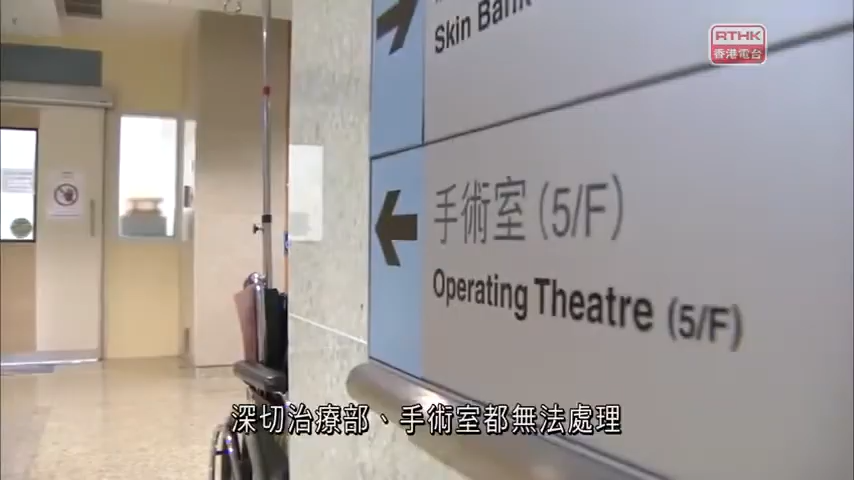 Skin Bank
RTHK
香港電台
手術室 (5/F)
Operating Theatre (5/F)
深切治療部、手術室都無法處理